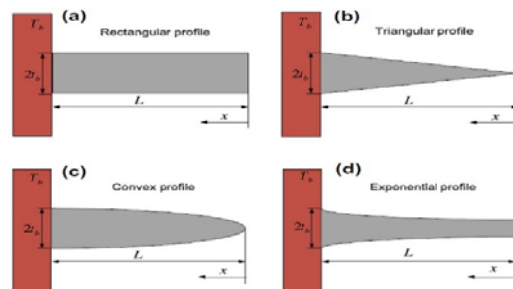 (a)
T_b
Rectangular profile
2t_b
L
x
(b)
T_b
Triangular profile
2t_b
L
x
(c)
T_b
Convex profile
2t_b
L
x
(d)
T_b
Exponential profile
2t_b
L
x